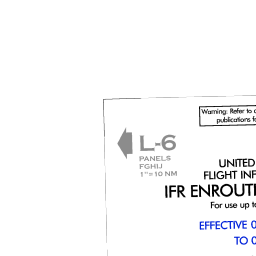 Warning: Refer to
publications
L-6
PANELS
FGHIJ
1"=10 NM
UNITED
FLIGHT INF
IFR ENROUT
For use up to
EFFECTIVE 0
TO 0